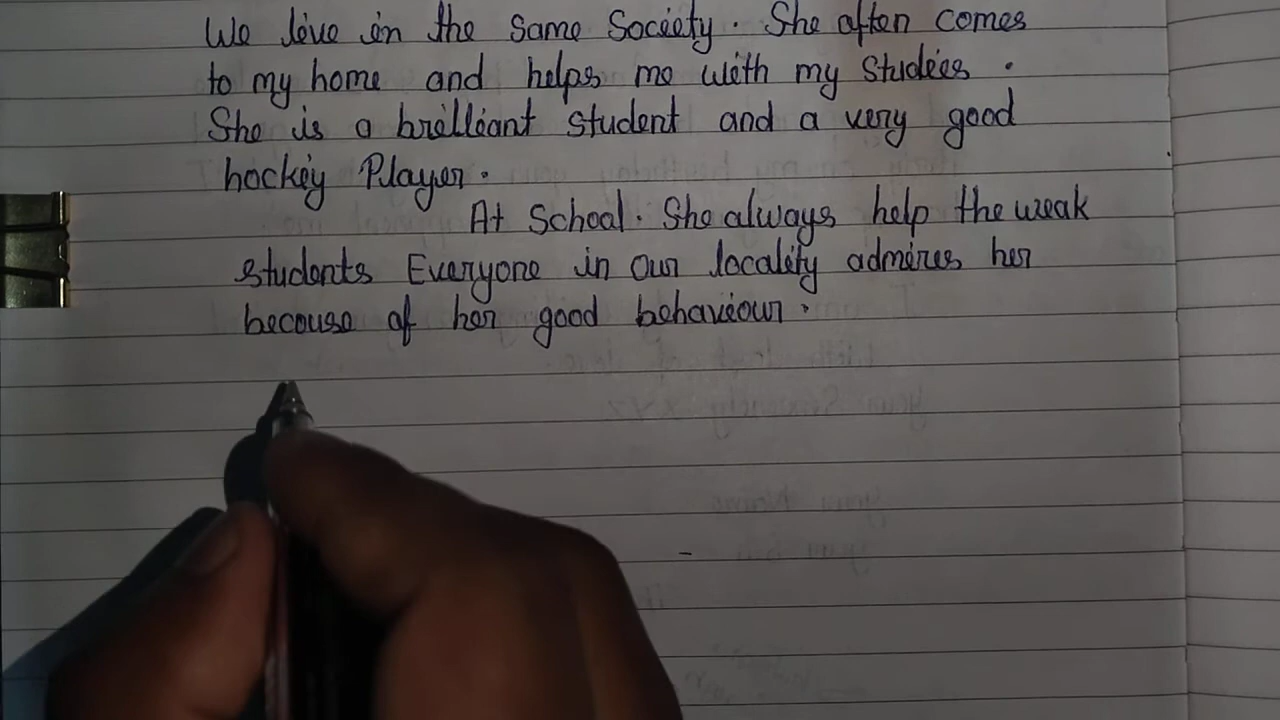 We live in the same Society. She often comes
to my home and helps me with my studies.
She is a brilliant student and a very good
hockey Player.
At School. She always help the weak
students Everyone in our locality admires her
because of her good behaviour.